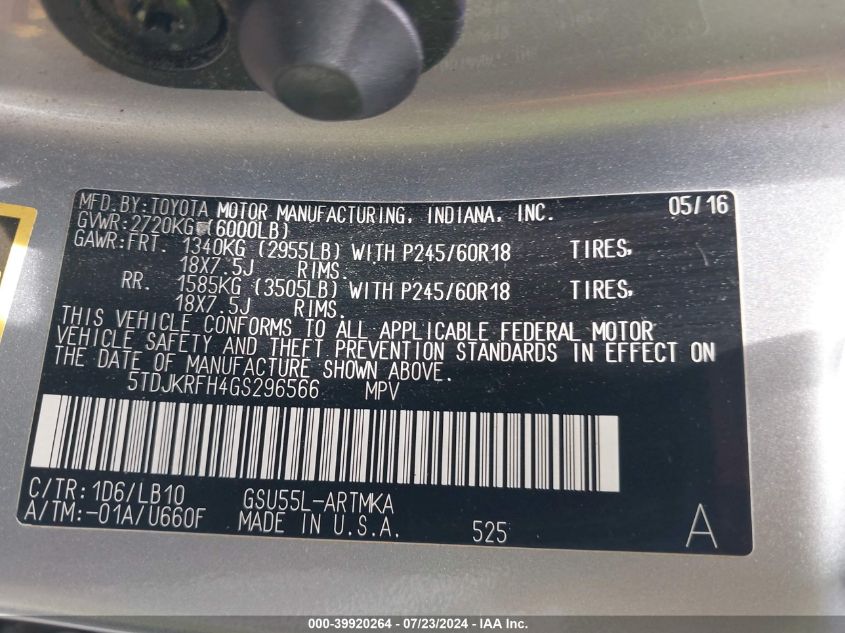 MFD.BY:TOYOTA MOTOR MANUFACTURING, INDIANA, INC. 05/16
GVWR:2720KG (6000LB)
GAWR:FRT. 1340KG (2955LB) WITH P245/60R18 TIRES,
18X7.5J RIMS.
RR. 1585KG (3505LB) WITH P245/60R18 TIRES,
18X7.5J RIMS.
THIS VEHICLE CONFORMS TO ALL APPLICABLE FEDERAL MOTOR
VEHICLE SAFETY AND THEFT PREVENTION STANDARDS IN EFFECT ON
THE DATE OF MANUFACTURE SHOWN ABOVE.
5TDJKRFH4GS296566 MPV
C/TR:1D6/LB10 GSU55L-ARTMKA
A/TM:-01A/U660F MADE IN U.S.A. 525 A
000-39920264 - 07/23/2024 - IAA Inc.